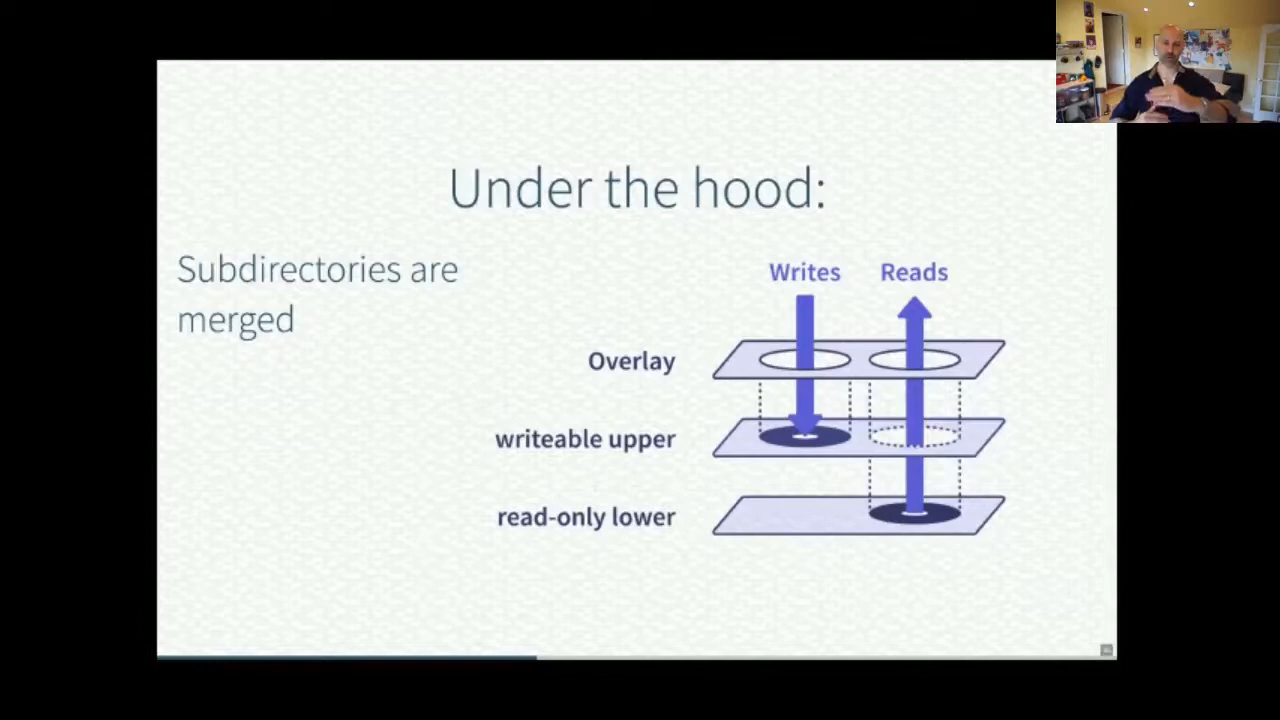 Under the hood:
Subdirectories are
merged
Writes Reads
Overlay
writeable upper
read-only lower